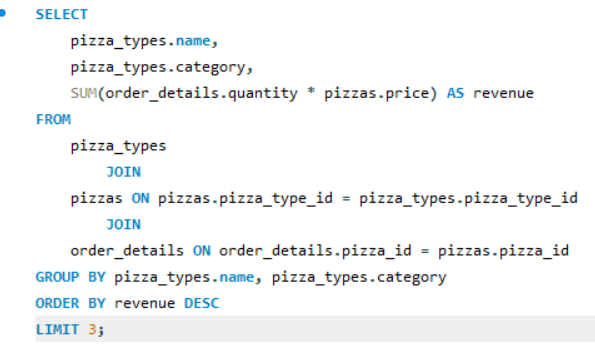 SELECT
pizza_types.name,
pizza_types.category,
SUM(order_details.quantity * pizzas.price) AS revenue
FROM
pizza_types
JOIN
pizzas ON pizzas.pizza_type_id = pizza_types.pizza_type_id
JOIN
order_details ON order_details.pizza_id = pizzas.pizza_id
GROUP BY pizza_types.name, pizza_types.category
ORDER BY revenue DESC
LIMIT 3;